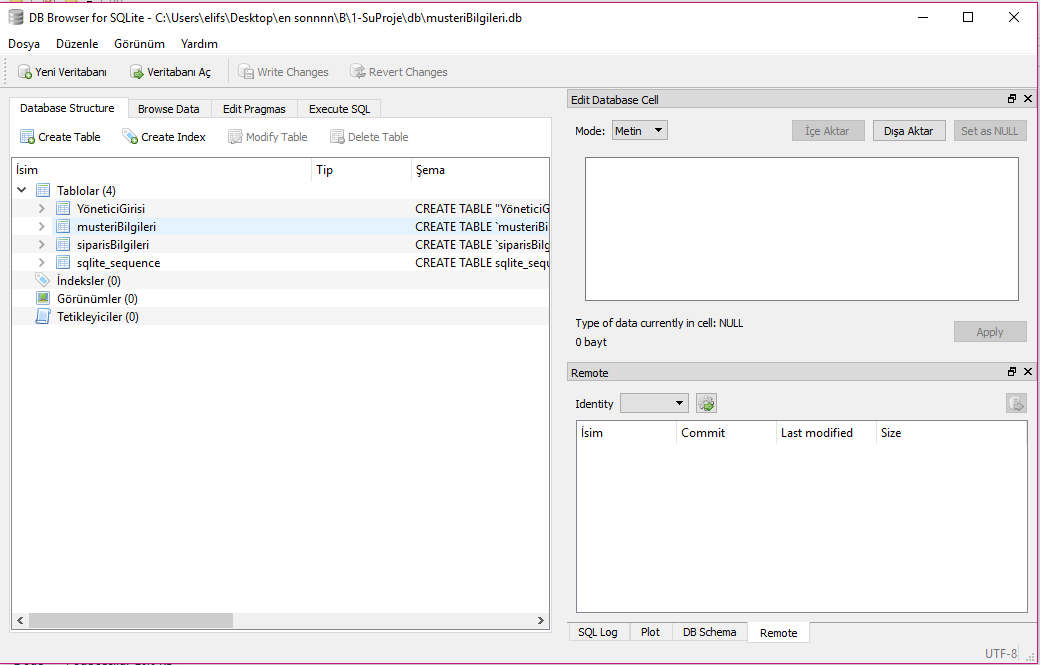 DB Browser for SQLite - C:\Users\elifs\Desktop\en sonnnn\B\1-SuProje\db\musteriBilgileri.db
Dosya Düzenle Görünüm Yardım
Yeni Veritabanı Veritabanı Aç Write Changes Revert Changes
Database Structure Browse Data Edit Pragmas Execute SQL
Create Table Create Index Modify Table Delete Table
İsim Tip Şema
Tablolar (4)
YöneticiGirisi CREATE TABLE "YöneticiG
musteriBilgileri CREATE TABLE `musteriBi
siparisBilgileri CREATE TABLE `siparisBilg
sqlite_sequence CREATE TABLE sqlite_sequ
İndeksler (0)
Görünümler (0)
Tetikleyiciler (0)
Edit Database Cell
Mode: Metin İçe Aktar Dışa Aktar Set as NULL
Type of data currently in cell: NULL
0 bayt
Apply
Remote
Identity
İsim Commit Last modified Size
SQL Log Plot DB Schema Remote
UTF-8